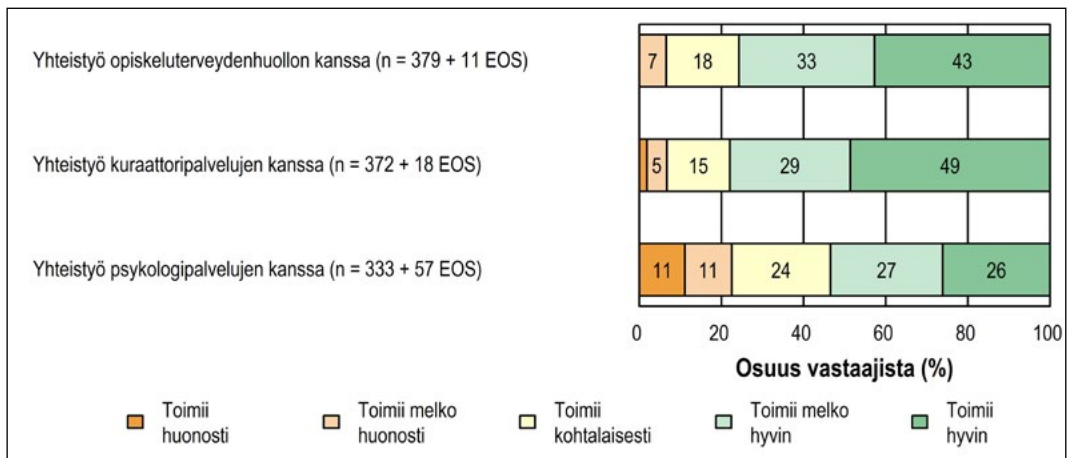 Yhteistyö opiskeluterveydenhuollon kanssa (n = 379 + 11 EOS)
7 18 33 43
Yhteistyö kuraattoripalvelujen kanssa (n = 372 + 18 EOS)
5 15 29 49
Yhteistyö psykologipalvelujen kanssa (n = 333 + 57 EOS)
11 11 24 27 26
0 20 40 60 80 100
Osuus vastaajista (%)
Toimii
huonosti
Toimii melko
huonosti
Toimii
kohtalaisesti
Toimii melko
hyvin
Toimii
hyvin